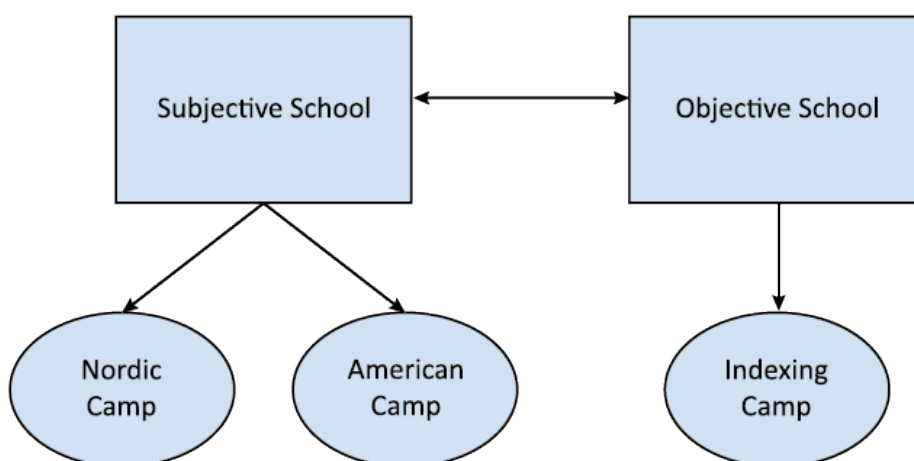 Subjective School
Objective School
Nordic
Camp
American
Camp
Indexing
Camp